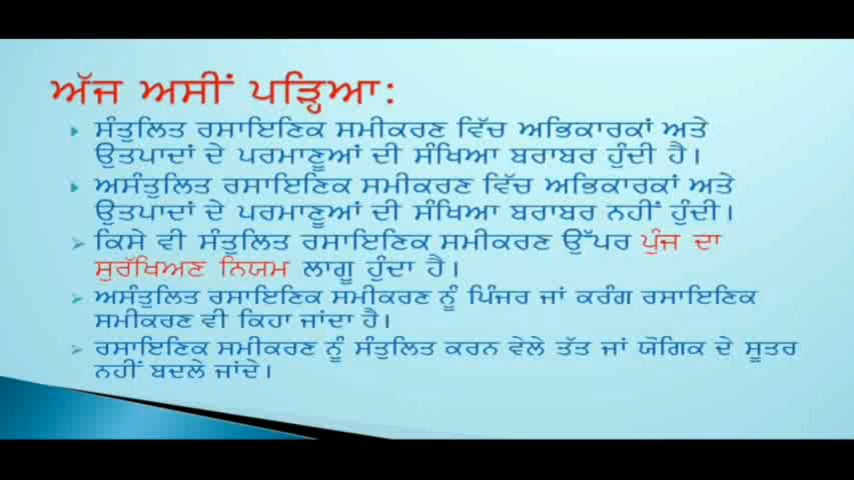 ਅੱਜ ਅਸੀਂ ਪੜ੍ਹਿਆ:
ਸੰਤੁਲਿਤ ਰਸਾਇਣਿਕ ਸਮੀਕਰਣ ਵਿੱਚ ਅਭਿਕਾਰਕਾਂ ਅਤੇ
ਉਤਪਾਦਾਂ ਦੇ ਪਰਮਾਣੂਆਂ ਦੀ ਸੰਖਿਆ ਬਰਾਬਰ ਹੁੰਦੀ ਹੈ।
ਅਸੰਤੁਲਿਤ ਰਸਾਇਣਿਕ ਸਮੀਕਰਣ ਵਿੱਚ ਅਭਿਕਾਰਕਾਂ ਅਤੇ
ਉਤਪਾਦਾਂ ਦੇ ਪਰਮਾਣੂਆਂ ਦੀ ਸੰਖਿਆ ਬਰਾਬਰ ਨਹੀਂ ਹੁੰਦੀ।
ਕਿਸੇ ਵੀ ਸੰਤੁਲਿਤ ਰਸਾਇਣਿਕ ਸਮੀਕਰਣ ਉੱਪਰ ਪੁੰਜ ਦਾ
ਸੁਰੱਖਿਅਣ ਨਿਯਮ ਲਾਗੂ ਹੁੰਦਾ ਹੈ।
ਅਸੰਤੁਲਿਤ ਰਸਾਇਣਿਕ ਸਮੀਕਰਣ ਨੂੰ ਪਿੰਜਰ ਜਾਂ ਕਰੰਗ ਰਸਾਇਣਿਕ
ਸਮੀਕਰਣ ਵੀ ਕਿਹਾ ਜਾਂਦਾ ਹੈ।
ਰਸਾਇਣਿਕ ਸਮੀਕਰਣ ਨੂੰ ਸੰਤੁਲਿਤ ਕਰਨ ਵੇਲੇ ਤੱਤ ਜਾਂ ਯੋਗਿਕ ਦੇ ਸੂਤਰ
ਨਹੀਂ ਬਦਲੇ ਜਾਂਦੇ।